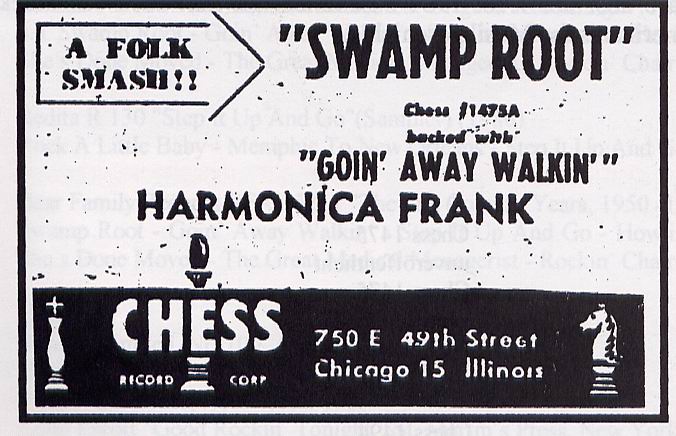 A FOLK
SMASH!!
"SWAMP ROOT"
Chess #1475A
backed with
"GOIN' AWAY WALKIN'"
HARMONICA FRANK
CHESS
RECORD CORP
750 E 49th Street
Chicago 15 Illinois